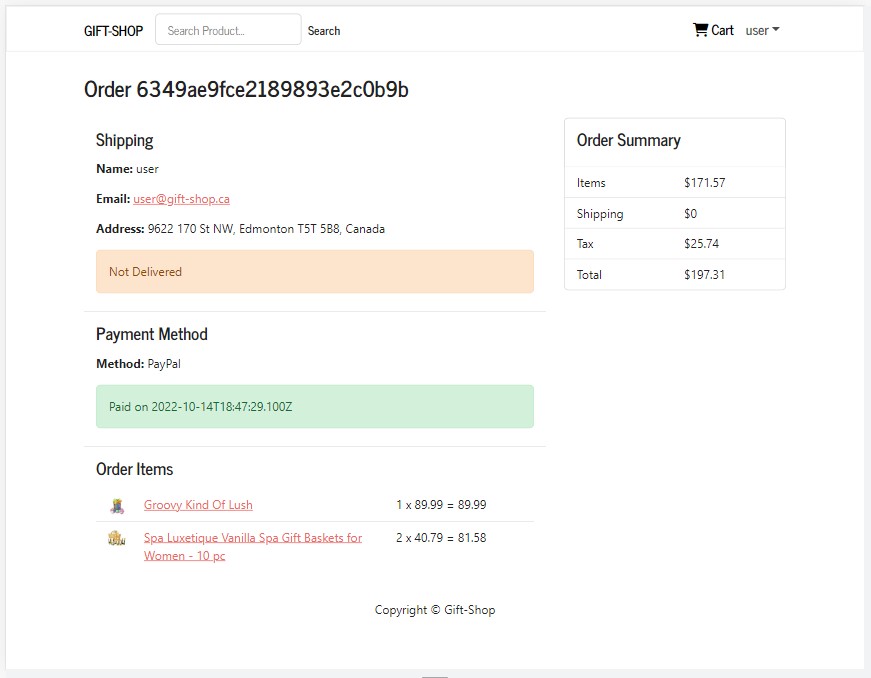 GIFT-SHOP Search Product... Search Cart user
Order 6349ae9fce2189893e2c0b9b
Shipping
Name: user
Email: user@gift-shop.ca
Address: 9622 170 St NW, Edmonton T5T 5B8, Canada
Not Delivered
Payment Method
Method: PayPal
Paid on 2022-10-14T18:47:29.100Z
Order Items
Groovy Kind Of Lush 1 x 89.99 = 89.99
Spa Luxetique Vanilla Spa Gift Baskets for 2 x 40.79 = 81.58
Women - 10 pc
Order Summary
Items $171.57
Shipping $0
Tax $25.74
Total $197.31
Copyright © Gift-Shop